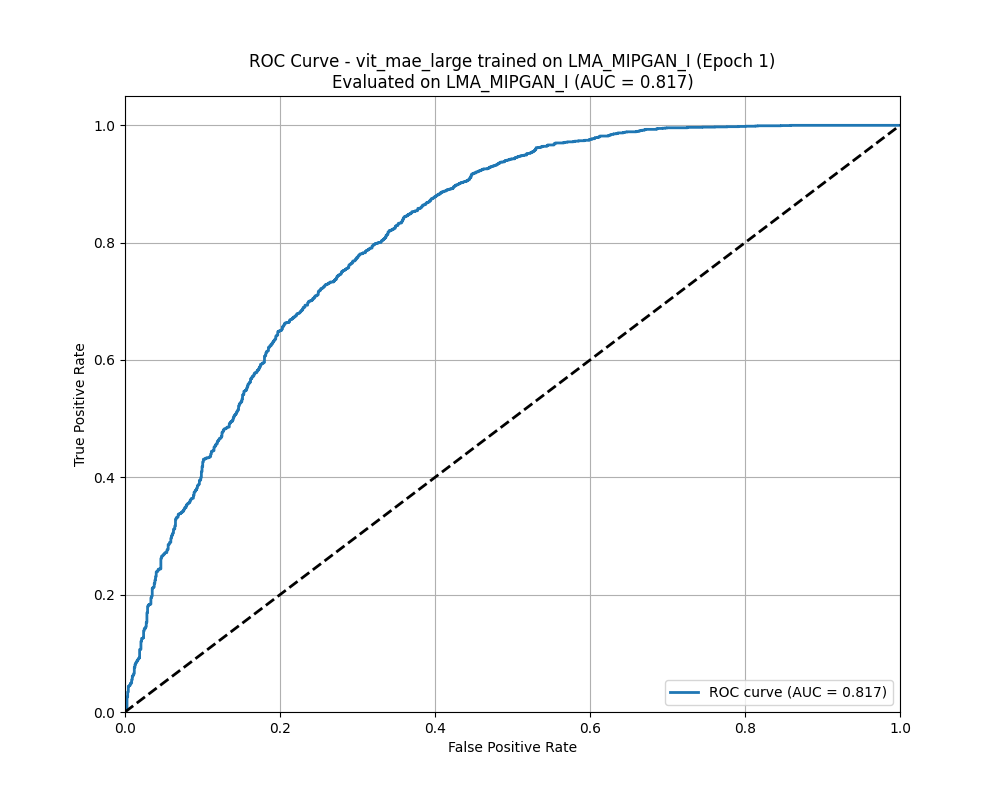 ROC Curve - vit_mae_large trained on LMA_MIPGAN_I (Epoch 1)
Evaluated on LMA_MIPGAN_I (AUC = 0.817)
1.0
0.8
0.6
0.4
0.2
0.0
True Positive Rate
ROC curve (AUC = 0.817)
0.0 0.2 0.4 0.6 0.8 1.0
False Positive Rate